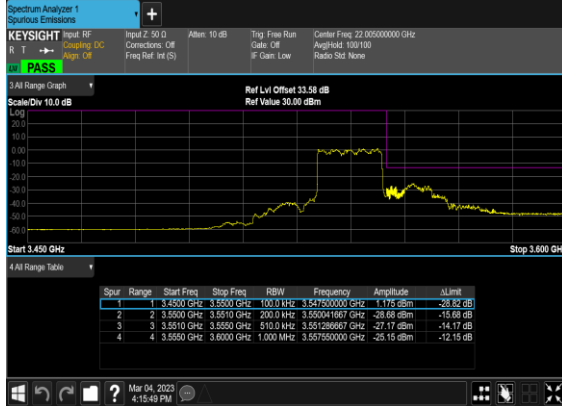 Spectrum Analyzer 1
Spurious Emissions
+
KEYSIGHT Input: RF
R T Coupling: DC
Align: Off
Input Z: 50 Ω
Corrections: Off
Freq Ref: Int (S)
Atten: 10 dB
Trig: Free Run
Gate: Off
IF Gain: Low
Center Freq: 22.005000000 GHz
Avg|Hold: 100/100
Radio Std: None
PASS
3 All Range Graph
Scale/Div 10.0 dB
Ref Lvl Offset 33.58 dB
Ref Value 30.00 dBm
Log
20.0
10.0
0.00
-10.0
-20.0
-30.0
-40.0
-50.0
-60.0
Start 3.450 GHz
Stop 3.600 GH
4 All Range Table
Spur Range Start Freq Stop Freq RBW Frequency Amplitude ΔLimit
1 1 3.4500 GHz 3.5500 GHz 100.0 kHz 3.547500000 GHz 1.175 dBm -28.82 dB
2 2 3.5500 GHz 3.5510 GHz 200.0 kHz 3.550041667 GHz -28.68 dBm -15.68 dB
3 3 3.5510 GHz 3.5550 GHz 510.0 kHz 3.551286667 GHz -27.17 dBm -14.17 dB
4 4 3.5550 GHz 3.6000 GHz 1.000 MHz 3.557550000 GHz -25.15 dBm -12.15 dB
?
Mar 04, 2023
4:15:49 PM